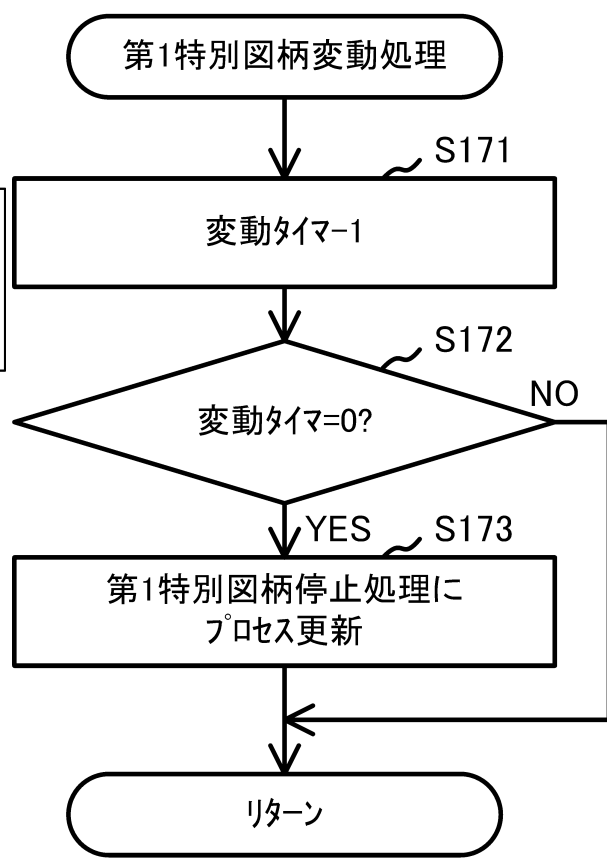 第1特別図柄変動処理
S171
変動ﾀｲﾏ-1
S172
変動ﾀｲﾏ=0?
NO
YES
S173
第1特別図柄停止処理に
ﾌﾟﾛｾｽ更新
ﾘﾀｰﾝ